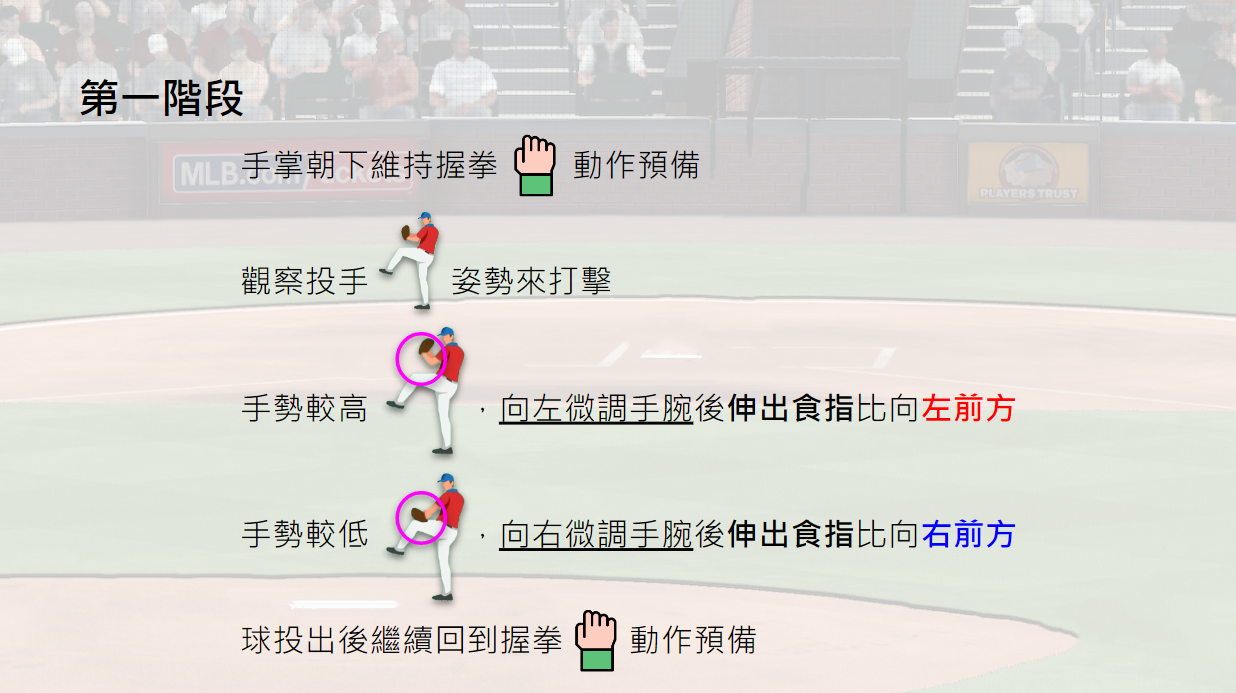 第一階段
手掌朝下維持握拳 動作預備
MLB.com/
PLAYERS TRUST
觀察投手 姿勢來打擊
手勢較高 ,向左微調手腕後伸出食指比向左前方
手勢較低 ,向右微調手腕後伸出食指比向右前方
球投出後繼續回到握拳 動作預備